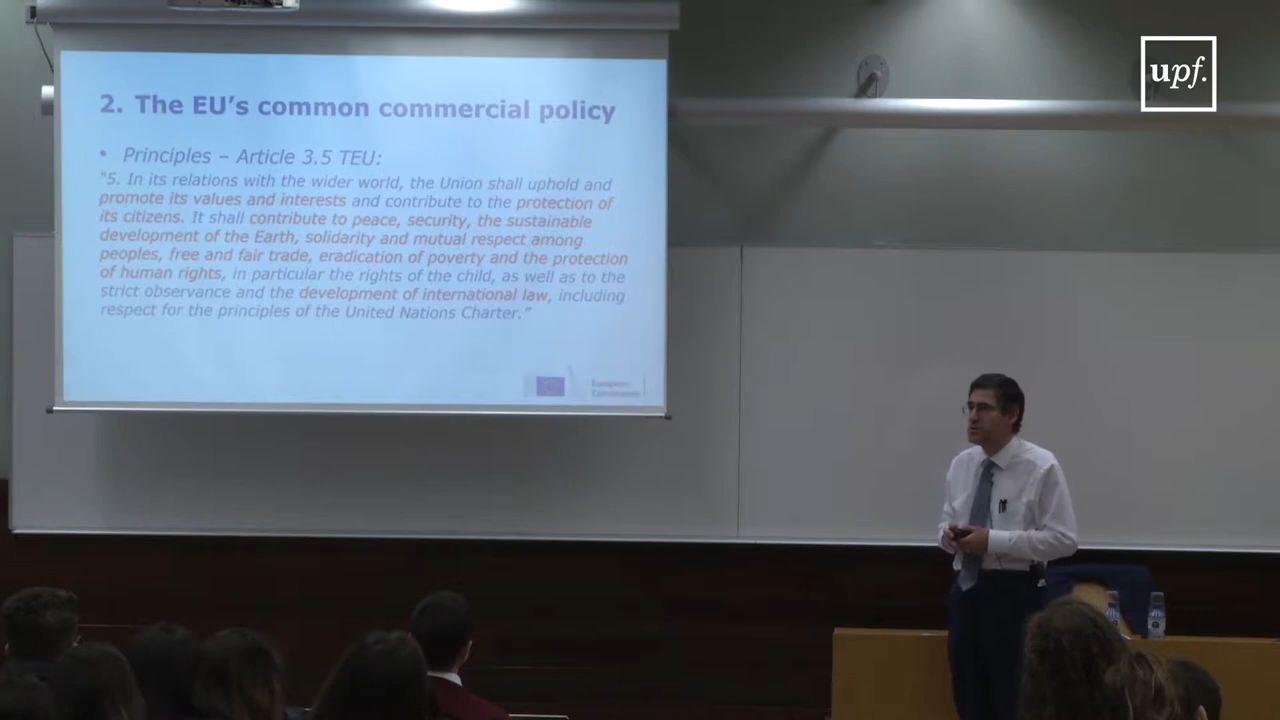 upf.
2. The EU's common commercial policy
• Principles – Article 3.5 TEU:
"5. In its relations with the wider world, the Union shall uphold and
promote its values and interests and contribute to the protection of
its citizens. It shall contribute to peace, security, the sustainable
development of the Earth, solidarity and mutual respect among
peoples, free and fair trade, eradication of poverty and the protection
of human rights, in particular the rights of the child, as well as to the
strict observance and the development of international law, including
respect for the principles of the United Nations Charter."
European
Commission